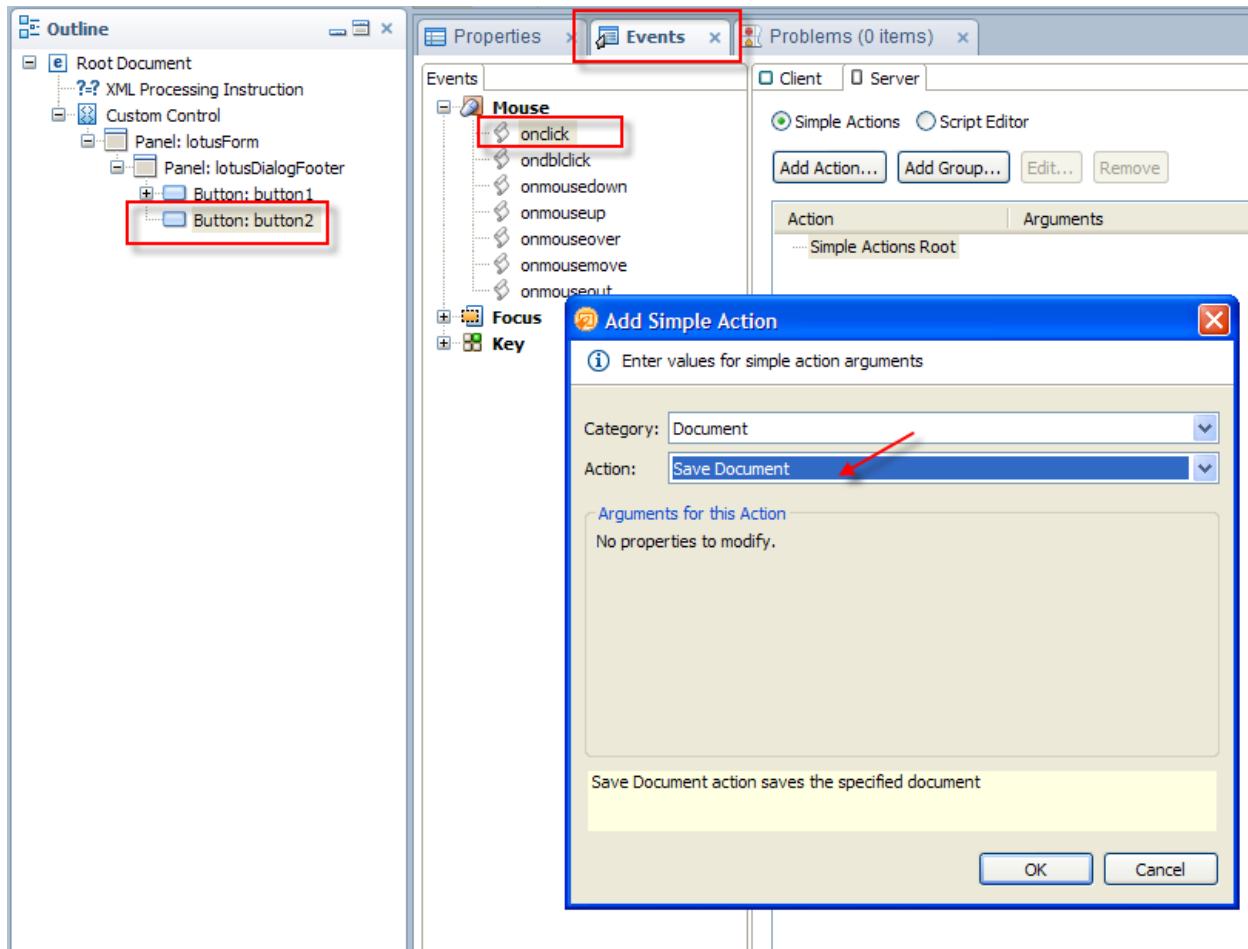 Outline
Root Document
?=? XML Processing Instruction
Custom Control
Panel: lotusForm
Panel: lotusDialogFooter
Button: button1
Button: button2
Properties
Events
Problems (0 items)
Events
Mouse
onclick
ondblclick
onmousedown
onmouseup
onmouseover
onmousemove
onmouseout
Focus
Key
Client Server
Simple Actions Script Editor
Add Action... Add Group... Edit... Remove
Action Arguments
Simple Actions Root
Add Simple Action
Enter values for simple action arguments
Category: Document
Action: Save Document
Arguments for this Action
No properties to modify.
Save Document action saves the specified document
OK Cancel